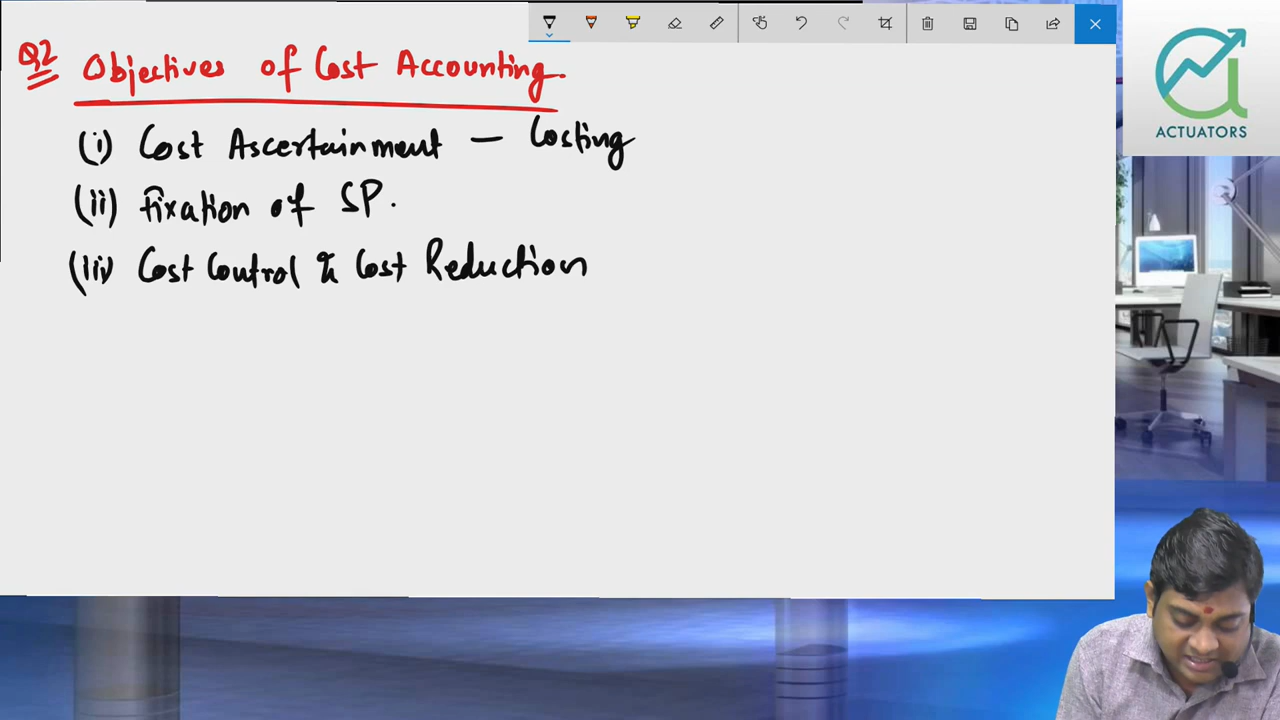 Q2 Objectives of Cost Accounting
(i) Cost Ascertainment – Costing
(ii) Fixation of SP.
(iii) Cost Control & Cost Reduction
ACTUATORS